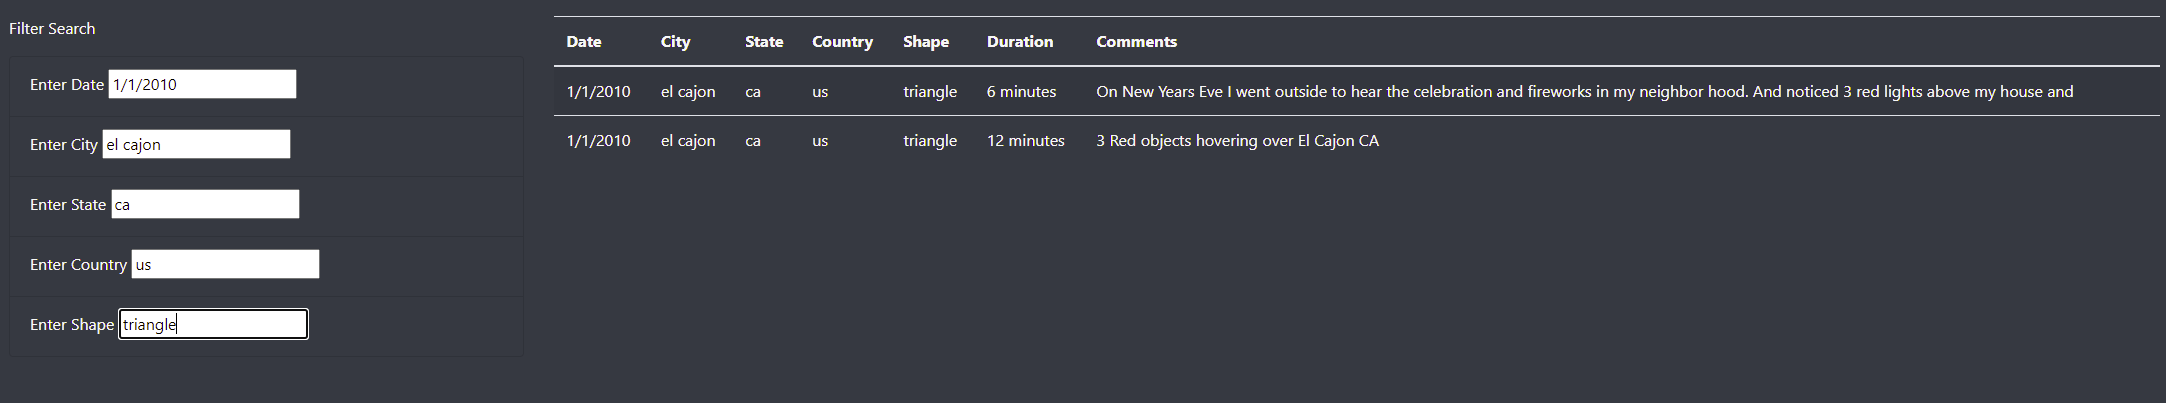 Filter Search
Enter Date 1/1/2010
Enter City el cajon
Enter State ca
Enter Country us
Enter Shape triangle
Date City State Country Shape Duration Comments
1/1/2010 el cajon ca us triangle 6 minutes On New Years Eve I went outside to hear the celebration and fireworks in my neighbor hood. And noticed 3 red lights above my house and
1/1/2010 el cajon ca us triangle 12 minutes 3 Red objects hovering over El Cajon CA